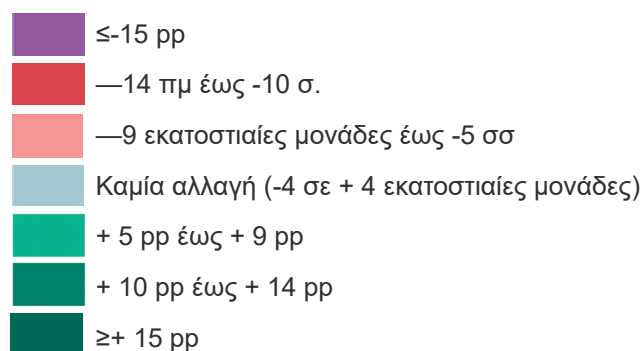 ≤-15 pp
—14 πμ έως -10 σ.
—9 εκατοστιαίες μονάδες έως -5 σσ
Καμία αλλαγή (-4 σε + 4 εκατοστιαίες μονάδες)
+ 5 pp έως + 9 pp
+ 10 pp έως + 14 pp
≥+ 15 pp